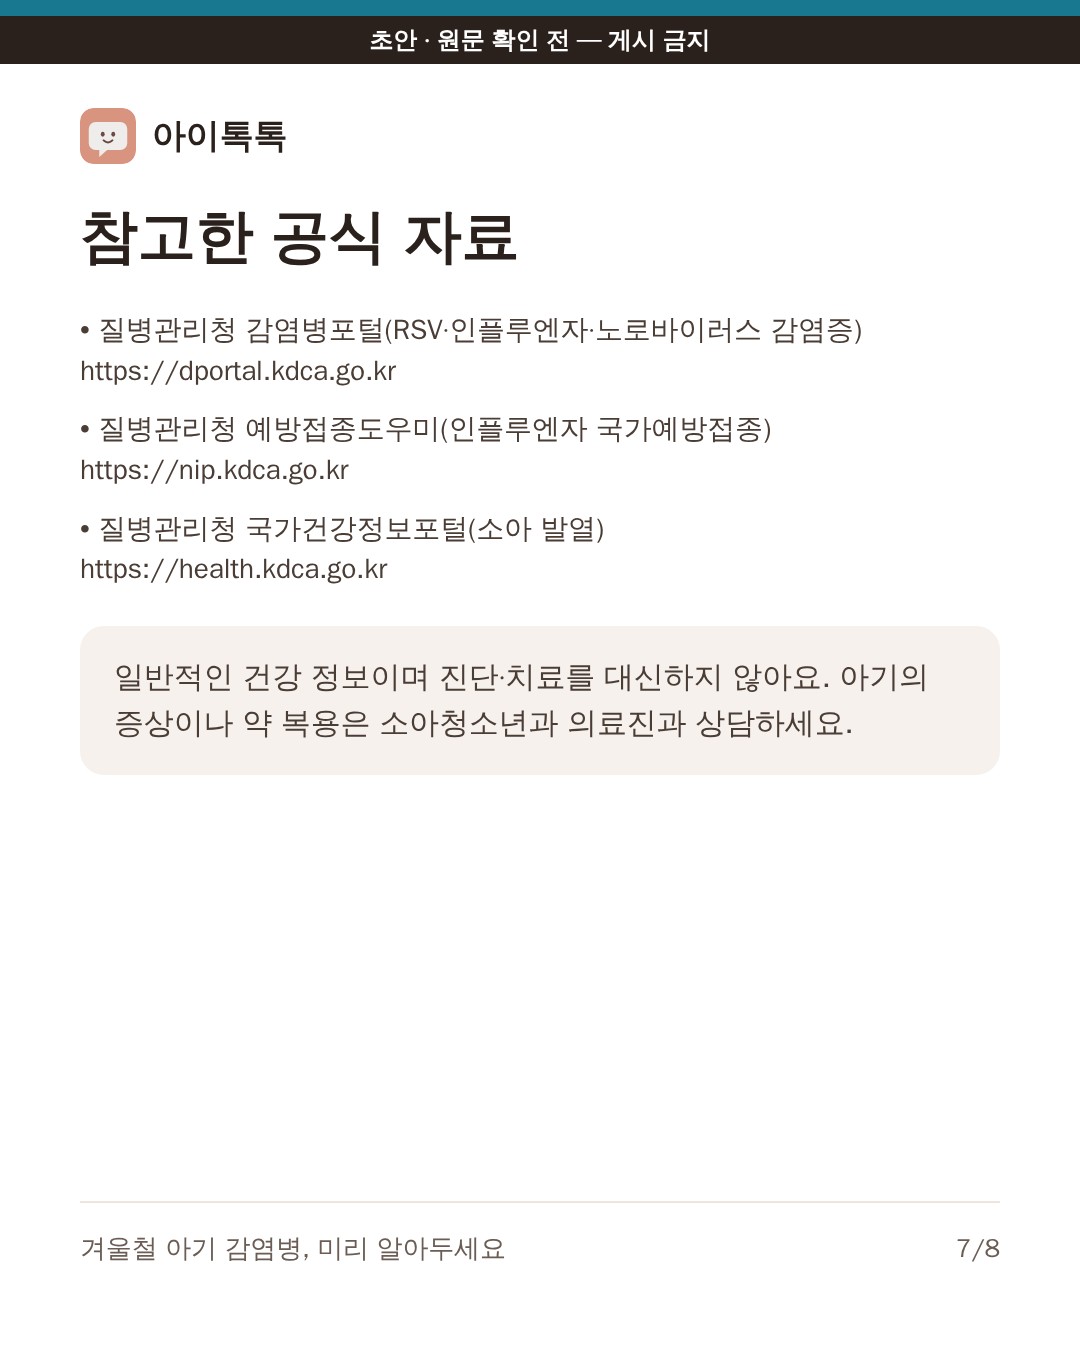 초안 · 원문 확인 전 — 게시 금지
아이톡톡
참고한 공식 자료
• 질병관리청 감염병포털(RSV·인플루엔자·노로바이러스 감염증)
https://dportal.kdca.go.kr
• 질병관리청 예방접종도우미(인플루엔자 국가예방접종)
https://nip.kdca.go.kr
• 질병관리청 국가건강정보포털(소아 발열)
https://health.kdca.go.kr
일반적인 건강 정보이며 진단·치료를 대신하지 않아요. 아기의
증상이나 약 복용은 소아청소년과 의료진과 상담하세요.
겨울철 아기 감염병, 미리 알아두세요
7/8